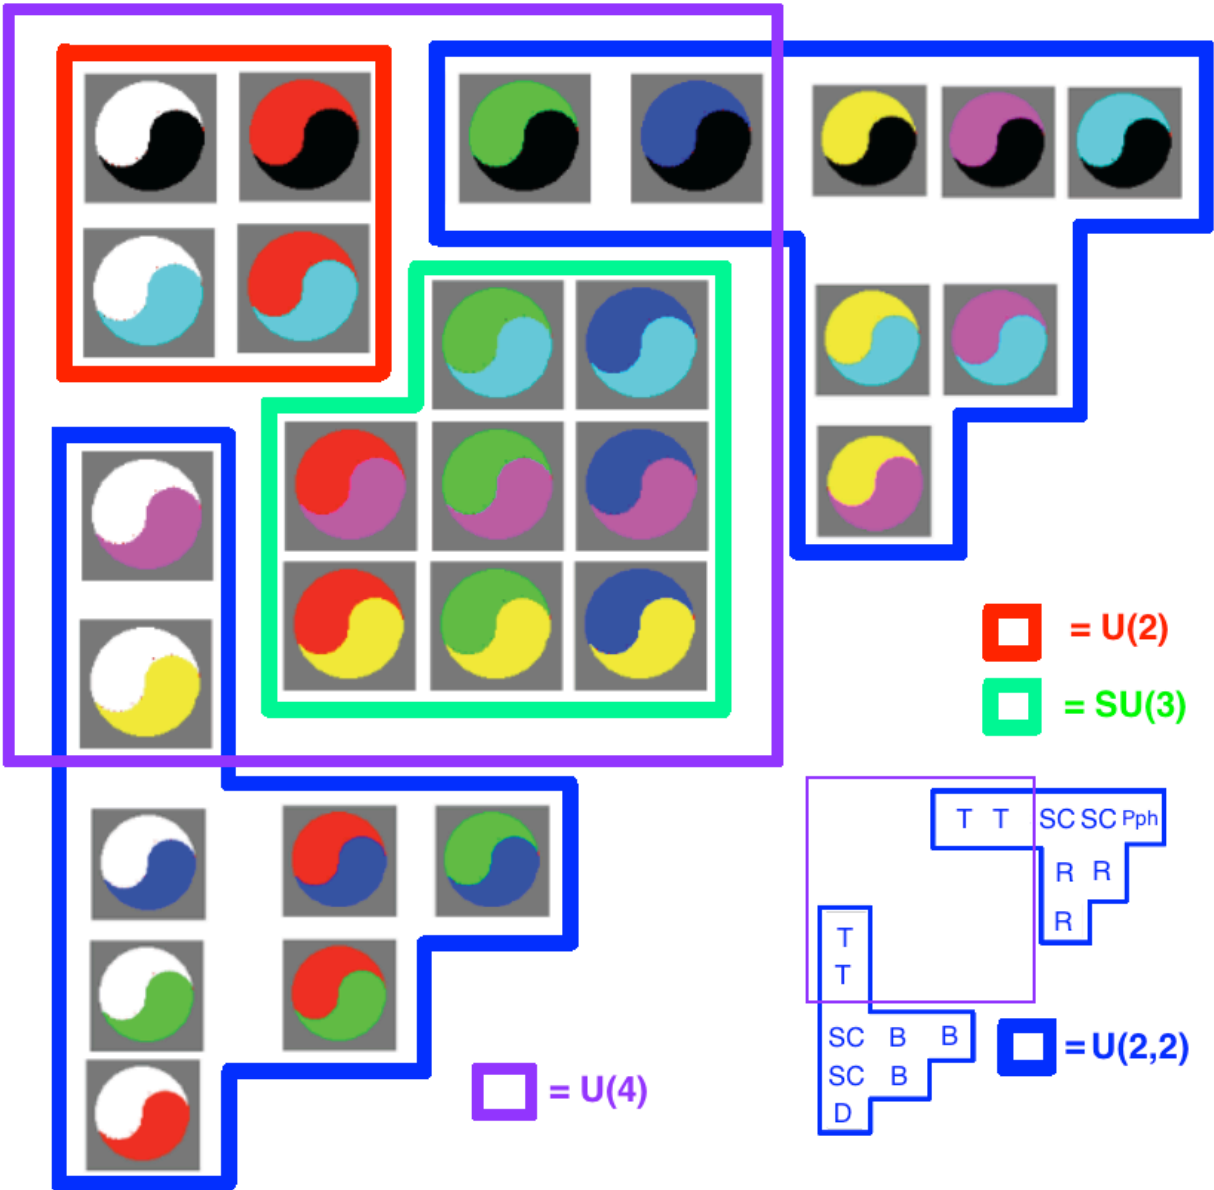 = U(2)
= SU(3)
T T SC SC Pph
R R
R
T
T
SC B B
SC B
D
= U(2,2)
= U(4)